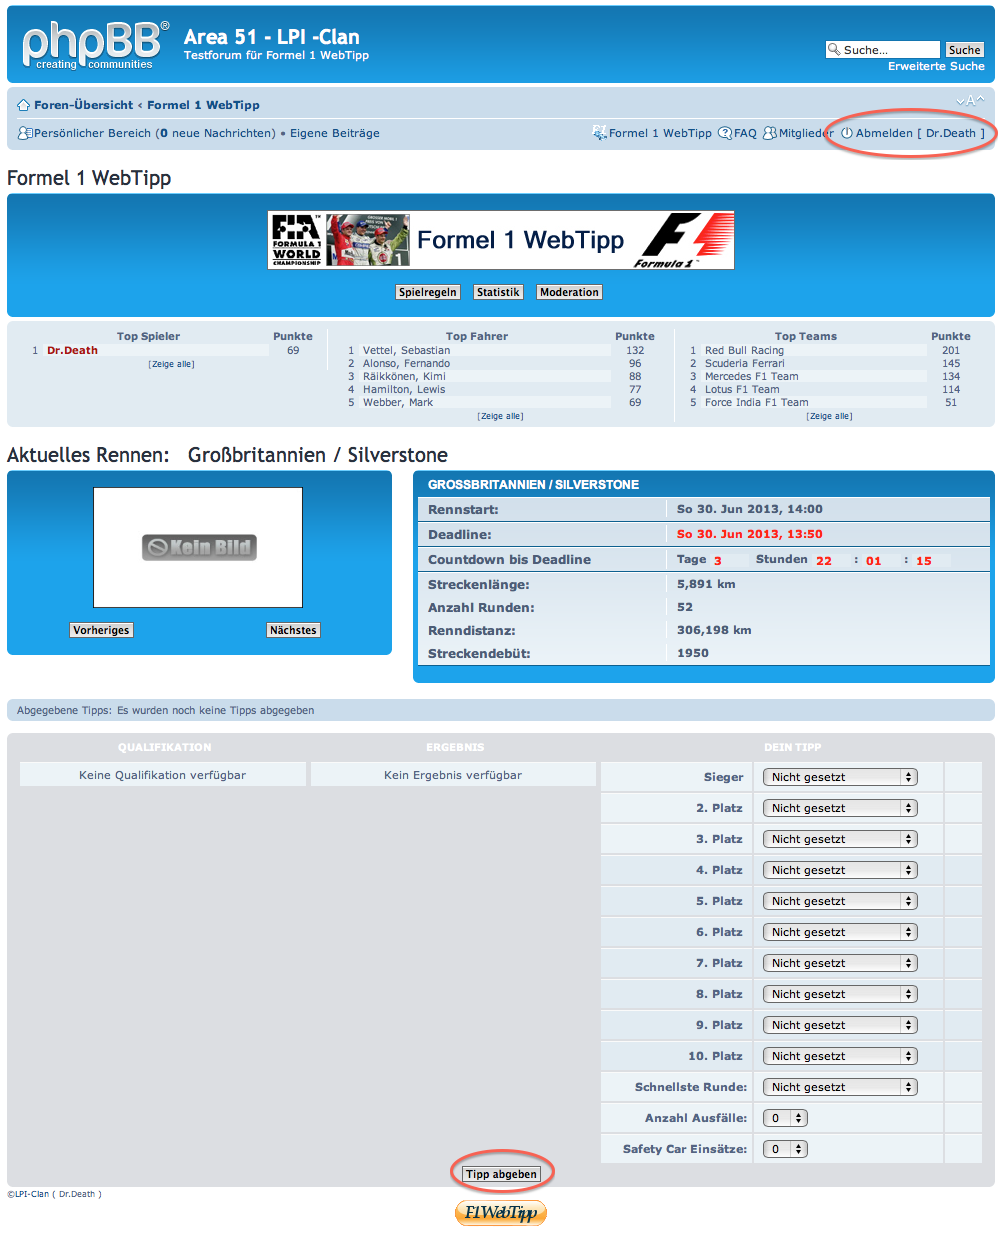 phpBB®
creating communities
Area 51 - LPI -Clan
Testforum für Formel 1 WebTipp
Suche... Suche
Erweiterte Suche
Foren-Übersicht ‹ Formel 1 WebTipp
Persönlicher Bereich (0 neue Nachrichten) • Eigene Beiträge
Formel 1 WebTipp FAQ Mitglieder Abmelden [ Dr.Death ]
Formel 1 WebTipp
FIA™ FORMULA 1 WORLD CHAMPIONSHIP
Formel 1 WebTipp
F1 Formula 1™
Spielregeln Statistik Moderation
Top Spieler Punkte
1 Dr.Death 69
[Zeige alle]
Top Fahrer Punkte
1 Vettel, Sebastian 132
2 Alonso, Fernando 96
3 Räikkönen, Kimi 88
4 Hamilton, Lewis 77
5 Webber, Mark 69
[Zeige alle]
Top Teams Punkte
1 Red Bull Racing 201
2 Scuderia Ferrari 145
3 Mercedes F1 Team 134
4 Lotus F1 Team 114
5 Force India F1 Team 51
[Zeige alle]
Aktuelles Rennen: Großbritannien / Silverstone
Kein Bild
Vorheriges Nächstes
GROSSBRITANNIEN / SILVERSTONE
Rennstart: So 30. Jun 2013, 14:00
Deadline: So 30. Jun 2013, 13:50
Countdown bis Deadline Tage 3 Stunden 22 : 01 : 15
Streckenlänge: 5,891 km
Anzahl Runden: 52
Renndistanz: 306,198 km
Streckendebüt: 1950
Abgegebene Tipps: Es wurden noch keine Tipps abgegeben
QUALIFIKATION ERGEBNIS DEIN TIPP
Keine Qualifikation verfügbar
Kein Ergebnis verfügbar
Sieger Nicht gesetzt
2. Platz Nicht gesetzt
3. Platz Nicht gesetzt
4. Platz Nicht gesetzt
5. Platz Nicht gesetzt
6. Platz Nicht gesetzt
7. Platz Nicht gesetzt
8. Platz Nicht gesetzt
9. Platz Nicht gesetzt
10. Platz Nicht gesetzt
Schnellste Runde: Nicht gesetzt
Anzahl Ausfälle: 0
Safety Car Einsätze: 0
Tipp abgeben
©LPI-Clan ( Dr.Death )
F1WebTipp